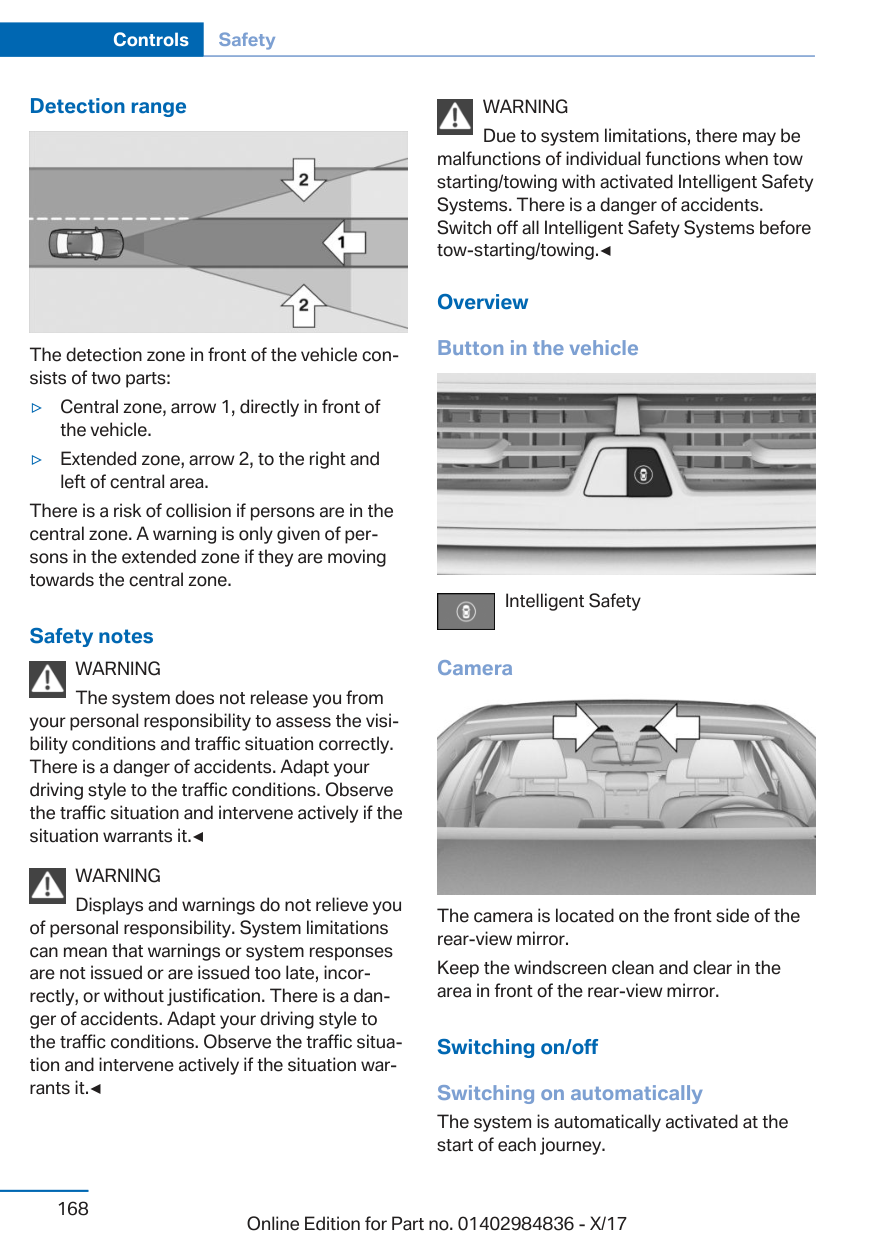 Controls Safety
Detection range
2
1
2
The detection zone in front of the vehicle con-
sists of two parts:
▷ Central zone, arrow 1, directly in front of
the vehicle.
▷ Extended zone, arrow 2, to the right and
left of central area.
There is a risk of collision if persons are in the
central zone. A warning is only given of per-
sons in the extended zone if they are moving
towards the central zone.
Safety notes
WARNING
The system does not release you from
your personal responsibility to assess the visi-
bility conditions and traffic situation correctly.
There is a danger of accidents. Adapt your
driving style to the traffic conditions. Observe
the traffic situation and intervene actively if the
situation warrants it.◄
WARNING
Displays and warnings do not relieve you
of personal responsibility. System limitations
can mean that warnings or system responses
are not issued or are issued too late, incor-
rectly, or without justification. There is a dan-
ger of accidents. Adapt your driving style to
the traffic conditions. Observe the traffic situa-
tion and intervene actively if the situation war-
rants it.◄
WARNING
Due to system limitations, there may be
malfunctions of individual functions when tow
starting/towing with activated Intelligent Safety
Systems. There is a danger of accidents.
Switch off all Intelligent Safety Systems before
tow-starting/towing.◄
Overview
Button in the vehicle
Intelligent Safety
Camera
The camera is located on the front side of the
rear-view mirror.
Keep the windscreen clean and clear in the
area in front of the rear-view mirror.
Switching on/off
Switching on automatically
The system is automatically activated at the
start of each journey.
168
Online Edition for Part no. 01402984836 - X/17